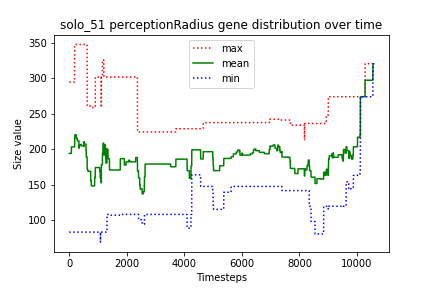 solo_51 perceptionRadius gene distribution over time
max
mean
min
Size value
350
300
250
200
150
100
0
2000
4000
6000
8000
10000
Timesteps